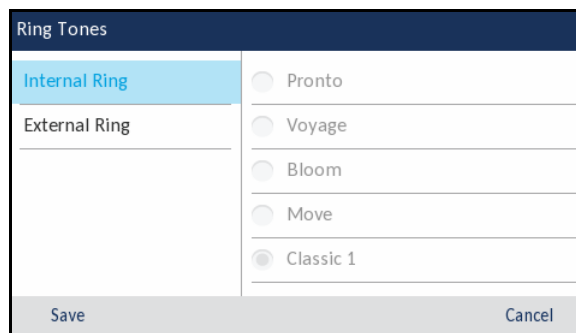 Ring Tones
Internal Ring
External Ring
Pronto
Voyage
Bloom
Move
Classic 1
Save
Cancel